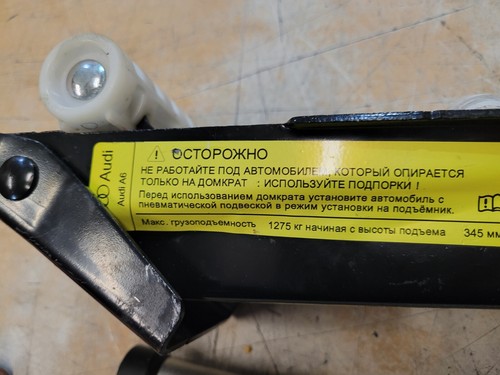 Audi
Audi A6
ОСТОРОЖНО
НЕ РАБОТАЙТЕ ПОД АВТОМОБИЛЕМ, КОТОРЫЙ ОПИРАЕТСЯ
ТОЛЬКО НА ДОМКРАТ : ИСПОЛЬЗУЙТЕ ПОДПОРКИ !
Перед использованием домкрата установите автомобиль с
пневматической подвеской в режим установки на подъёмник.
Макс. грузоподъемность 1275 кг начиная с высоты подъема 345 мм